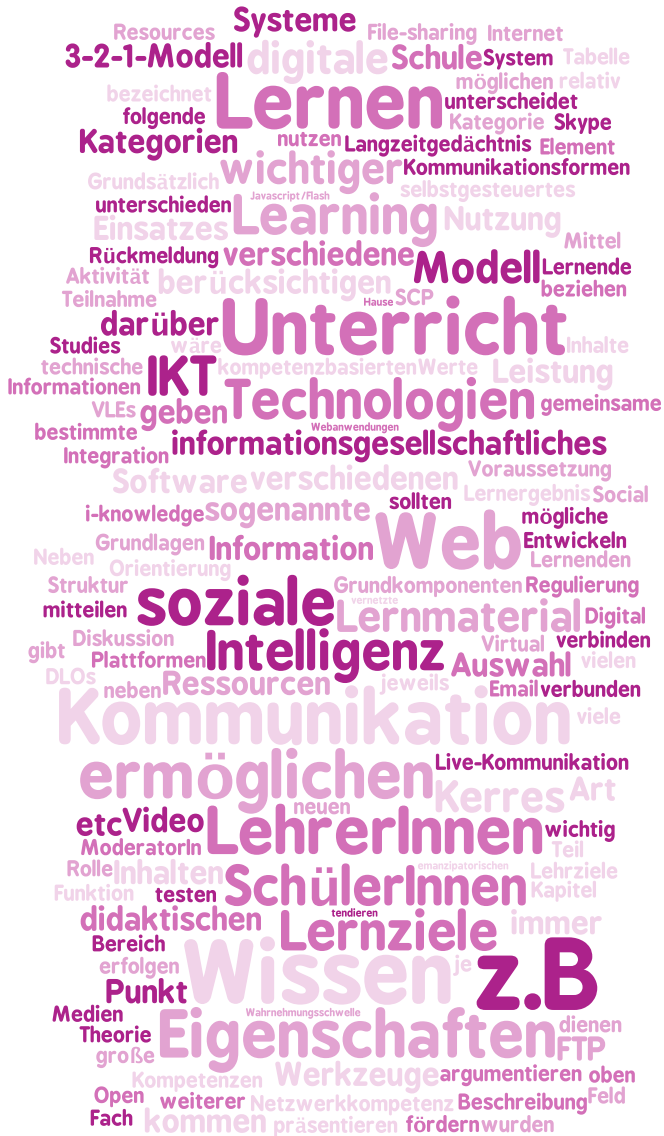 Systeme
Resources File-sharing Internet
3-2-1-Modell digitale Schule System Tabelle
möglichen relativ
bezeichnet Lernen unterscheidet
folgende Kategorie Skype
Kategorien nutzen Langzeitgedächtnis Element
wichtiger Kommunikationsformen
Grundsätzlich selbstgesteuertes
Javascript/Flash
unterschieden Learning Nutzung
Einsatzes
Mittel
Rückmeldung verschiedene Modell Lernende
Aktivität berücksichtigen beziehen
Teilnahme Hause SCP
darüber Unterricht
Studies wäre Inhalte
technische IKT kompetenzbasierten Werte Leistung
Informationen
VLEs geben Technologien gemeinsame
Webanwendungen
bestimmte informationsgesellschaftliches
Integration
Software verschiedenen Voraussetzung
sollten Lernergebnis Social
i-knowledge sogenannte Web mögliche
Grundlagen Information Entwickeln
Neben Orientierung Lernenden
Struktur soziale Grundkomponenten Regulierung
mitteilen vernetzte Lernmaterial Digital
Diskussion Intelligenz Virtual verbinden
gibt Plattformen Auswahl vielen
DLOs neben Ressourcen jeweils Email verbunden
Kommunikation viele
ermöglichen Live-Kommunikation
neuen Kerres Art
etc Video LehrerInnen wichtig
ModeratorIn Teil
Rolle Inhalten emanzipatorischen Lehrziele
Funktion testen SchülerInnen Kapitel
didaktischen tendieren Lernziele immer
Bereich
erfolgen Wissen je z.B
Punkt
Medien Wahrnehmungsschwelle
Theorie Eigenschaften dienen
große FTP
Kompetenzen Werkzeuge argumentieren oben
Open weiterer Netzwerkkompetenz Beschreibung Feld
Fach kommen präsentieren fördern wurden